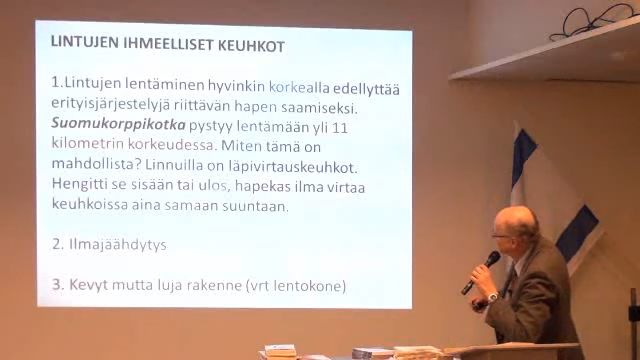 LINTUJEN IHMEELLISET KEUHKOT
1.Lintujen lentäminen hyvinkin korkealla edellyttää
erityisjärjestelyjä riittävän hapen saamiseksi.
Suomukorppikotka pystyy lentämään yli 11
kilometrin korkeudessa. Miten tämä on
mahdollista? Linnuilla on läpivirtauskeuhkot.
Hengitti se sisään tai ulos, hapekas ilma virtaa
keuhkoissa aina samaan suuntaan.
2. Ilmajäähdytys
3. Kevyt mutta luja rakenne (vrt lentokone)